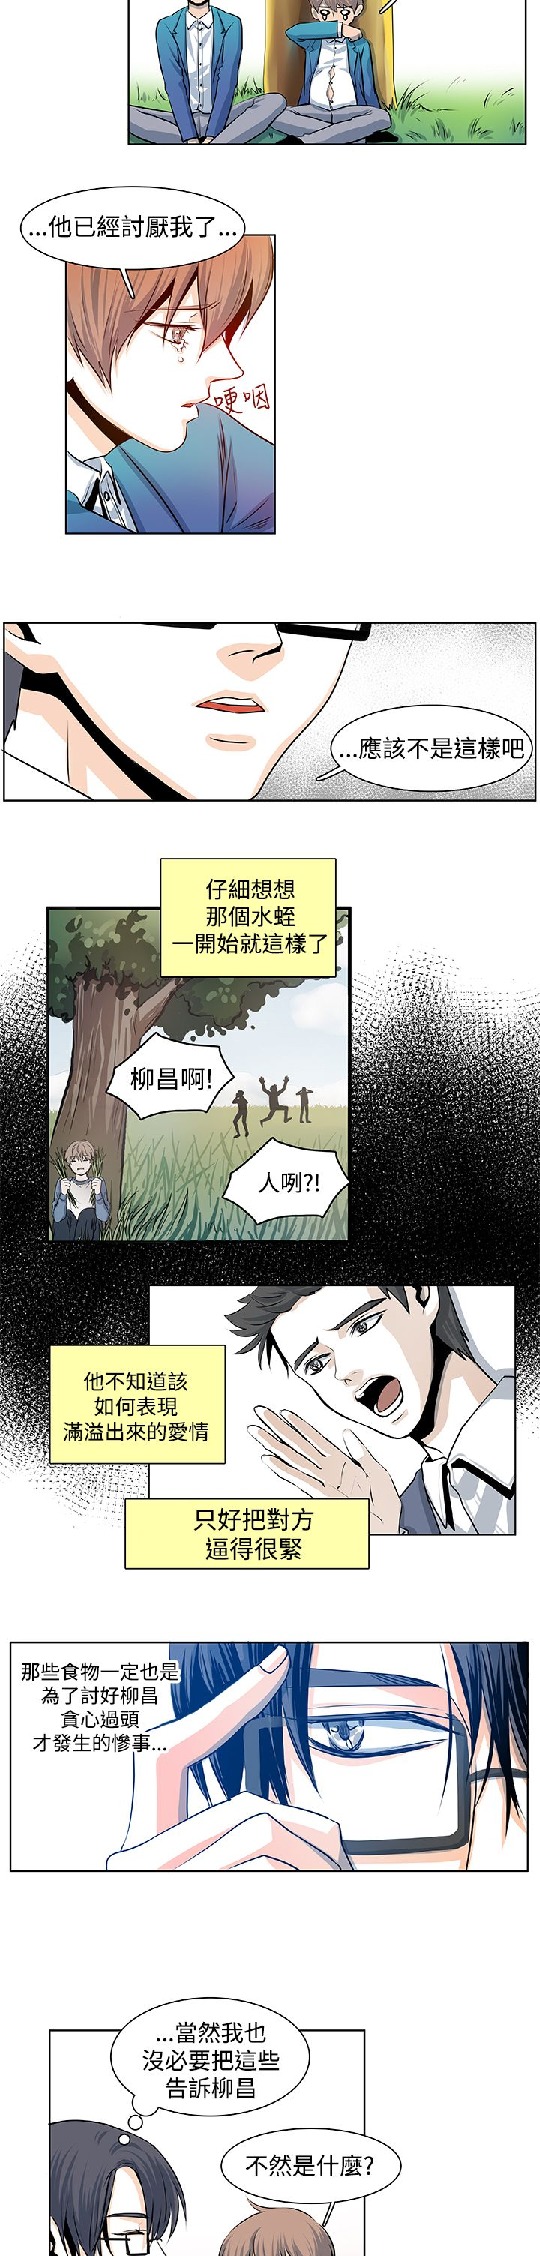 ...他已經討厭我了...
哽咽
...應該不是這樣吧
仔細想想
那個水蛭
一開始就這樣了
柳昌啊!
人咧?!
他不知道該
如何表現
滿溢出來的愛情
只好把對方
逼得很緊
那些食物一定也是
為了討好柳昌
貪心過頭
才發生的慘事...
...當然我也
沒必要把這些
告訴柳昌
不然是什麼?